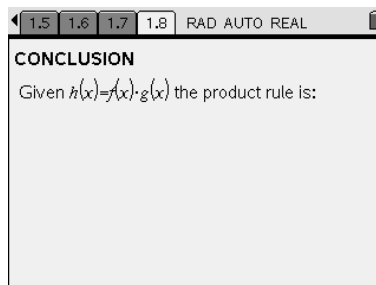 1.5 1.6 1.7 1.8 RAD AUTO REAL
CONCLUSION
Given h(x)=f(x)·g(x) the product rule is: